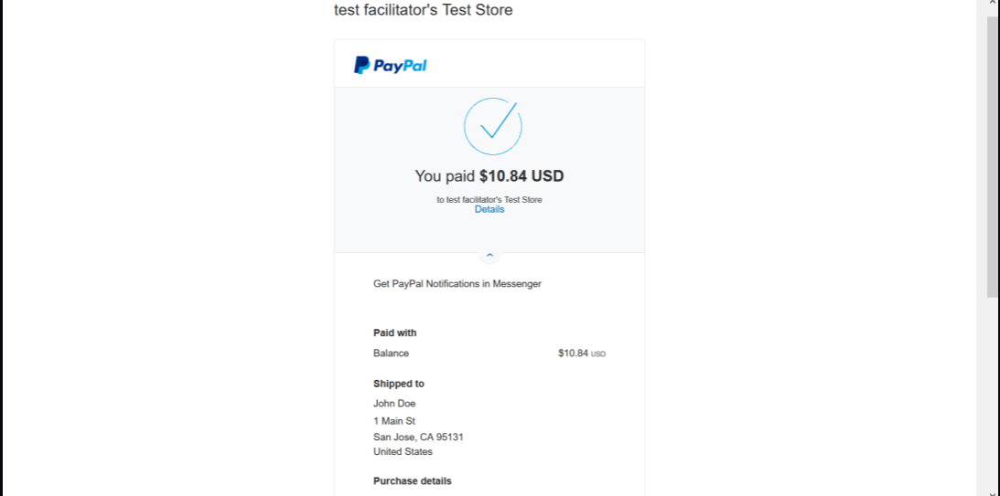 test facilitator's Test Store
PayPal
You paid $10.84 USD
to test facilitator's Test Store
Details
Get PayPal Notifications in Messenger
Paid with
Balance $10.84 USD
Shipped to
John Doe
1 Main St
San Jose, CA 95131
United States
Purchase details